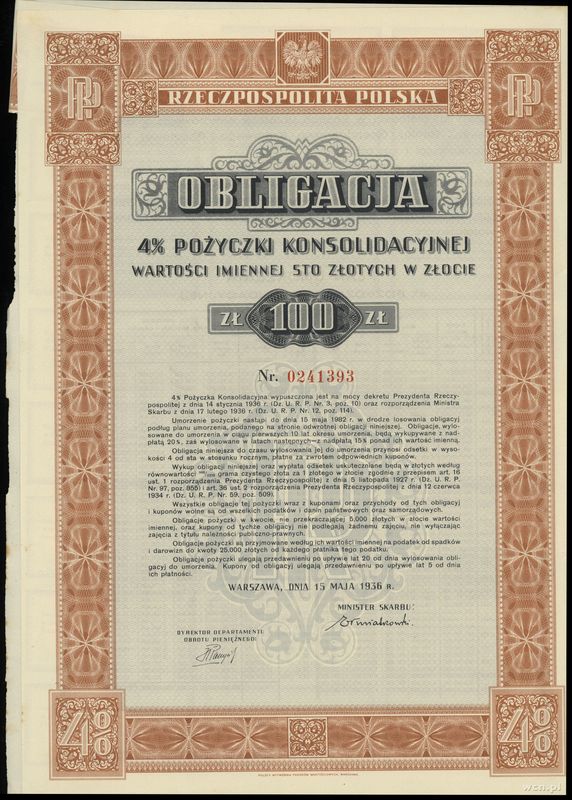 RP
RP
RZECZPOSPOLITA POLSKA
OBLIGACJA
4% POŻYCZKI KONSOLIDACYJNEJ
WARTOŚCI IMIENNEJ STO ZŁOTYCH W ZŁOCIE
ZŁ 100 ZŁ
Nr. 0241393
4% Pożyczka Konsolidacyjna wypuszczona jest na mocy dekretu Prezydenta Rzeczy-
pospolitej z dnia 14 stycznia 1936 r. (Dz. U. R. P. Nr. 3, poz. 10) oraz rozporządzenia Ministra
Skarbu z dnia 17 lutego 1936 r. (Dz. U. R. P. Nr. 12, poz. 114).
Umorzenie pożyczki nastąpi do dnia 15 maja 1982 r. w drodze losowania obligacyj
podług planu umorzenia, podanego na stronie odwrotnej obligacji niniejszej. Obligacje, wylo-
sowane do umorzenia w ciągu pierwszych 10 lat okresu umorzenia, będą wykupywane z nad-
płatą 20%, zaś wylosowane w latach następnych — z nadpłatą 15% ponad ich wartość imienną.
Obligacja niniejsza do czasu wylosowania jej do umorzenia przynosi odsetki w wyso-
kości 4 od sta w stosunku rocznym, płatne za zwrotem odpowiednich kuponów.
Wykup obligacji niniejszej oraz wypłata odsetek uskutecznione będą w złotych według
równowartości grama czystego złota za 1 złotego w złocie zgodnie z przepisem art. 16
ust. 1 rozporządzenia Prezydenta Rzeczypospolitej z dnia 5 listopada 1927 r. (Dz. U. R. P.
Nr. 97, poz. 855) i art. 36 ust. 2 rozporządzenia Prezydenta Rzeczypospolitej z dnia 12 czerwca
1934 r. (Dz. U. R. P. Nr. 59, poz. 509).
Wszystkie obligacje tej pożyczki wraz z kuponami oraz przychody od tych obligacyj
i kuponów wolne są od wszelkich podatków i danin państwowych oraz samorządowych.
Obligacje pożyczki w kwocie, nie przekraczającej 5.000 złotych w złocie wartości
imiennej, oraz kupony od tychże obligacyj nie podlegają żadnemu zajęciu, nie wyłączając
zajęcia z tytułu należności publiczno-prawnych.
Obligacje pożyczki są przyjmowane według ich wartości imiennej na podatek od spadków
i darowizn do kwoty 25.000 złotych od każdego płatnika tego podatku.
Obligacje pożyczki ulegają przedawnieniu po upływie lat 20 od dnia wylosowania obli-
gacyj do umorzenia. Kupony od obligacyj ulegają przedawnieniu po upływie lat 5 od dnia
ich płatności.
WARSZAWA, DNIA 15 MAJA 1936 R.
MINISTER SKARBU:
DYREKTOR DEPARTAMENTU
OBROTU PIENIĘŻNEGO:
4%
4%
POLSKA WYTWÓRNIA PAPIERÓW WARTOŚCIOWYCH, WARSZAWA
wcn.pl